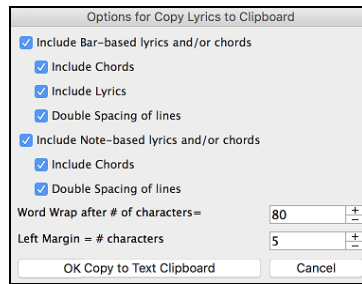 Options for Copy Lyrics to Clipboard
Include Bar-based lyrics and/or chords
Include Chords
Include Lyrics
Double Spacing of lines
Include Note-based lyrics and/or chords
Include Chords
Double Spacing of lines
Word Wrap after # of characters= 80 + −
Left Margin = # characters 5 + −
OK Copy to Text Clipboard Cancel